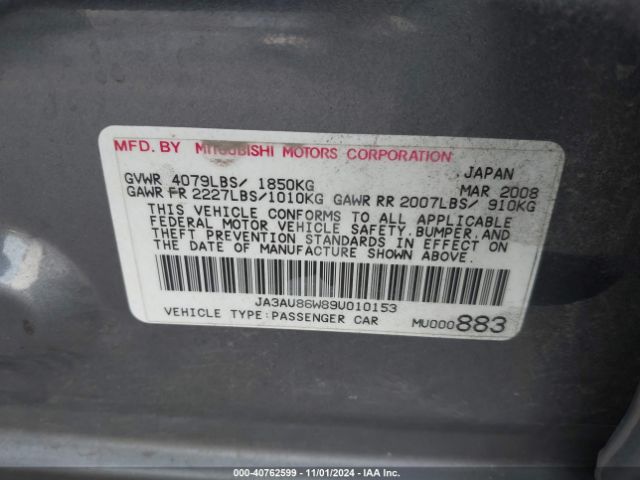 MFD. BY MITSUBISHI MOTORS CORPORATION
JAPAN
GVWR 4079LBS/ 1850KG MAR 2008
GAWR FR 2227LBS/1010KG GAWR RR 2007LBS/ 910KG
THIS VEHICLE CONFORMS TO ALL APPLICABLE
FEDERAL MOTOR VEHICLE SAFETY.BUMPER,AND
THEFT PREVENTION STANDARDS IN EFFECT ON
THE DATE OF MANUFACTURE SHOWN ABOVE.
JA3AU86W89U010153
VEHICLE TYPE:PASSENGER CAR MU000883
000-40762599 - 11/01/2024 - IAAI.com